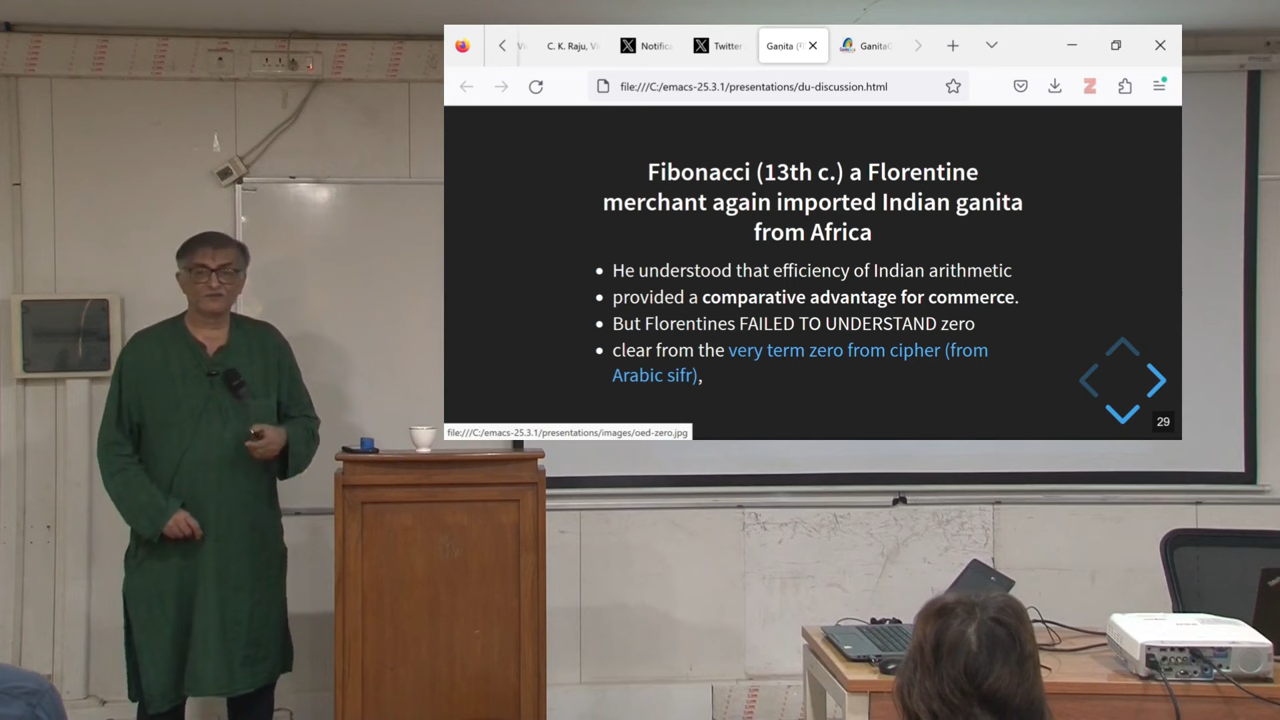 C. K. Raju, Vi
Notific
Twitter
Gaṇita (
Ganita
file:///C:/emacs-25.3.1/presentations/du-discussion.html
Fibonacci (13th c.) a Florentine
merchant again imported Indian ganita
from Africa
He understood that efficiency of Indian arithmetic
provided a comparative advantage for commerce.
But Florentines FAILED TO UNDERSTAND zero
clear from the very term zero from cipher (from
Arabic sifr),
29
file:///C:/emacs-25.3.1/presentations/images/oed-zero.jpg